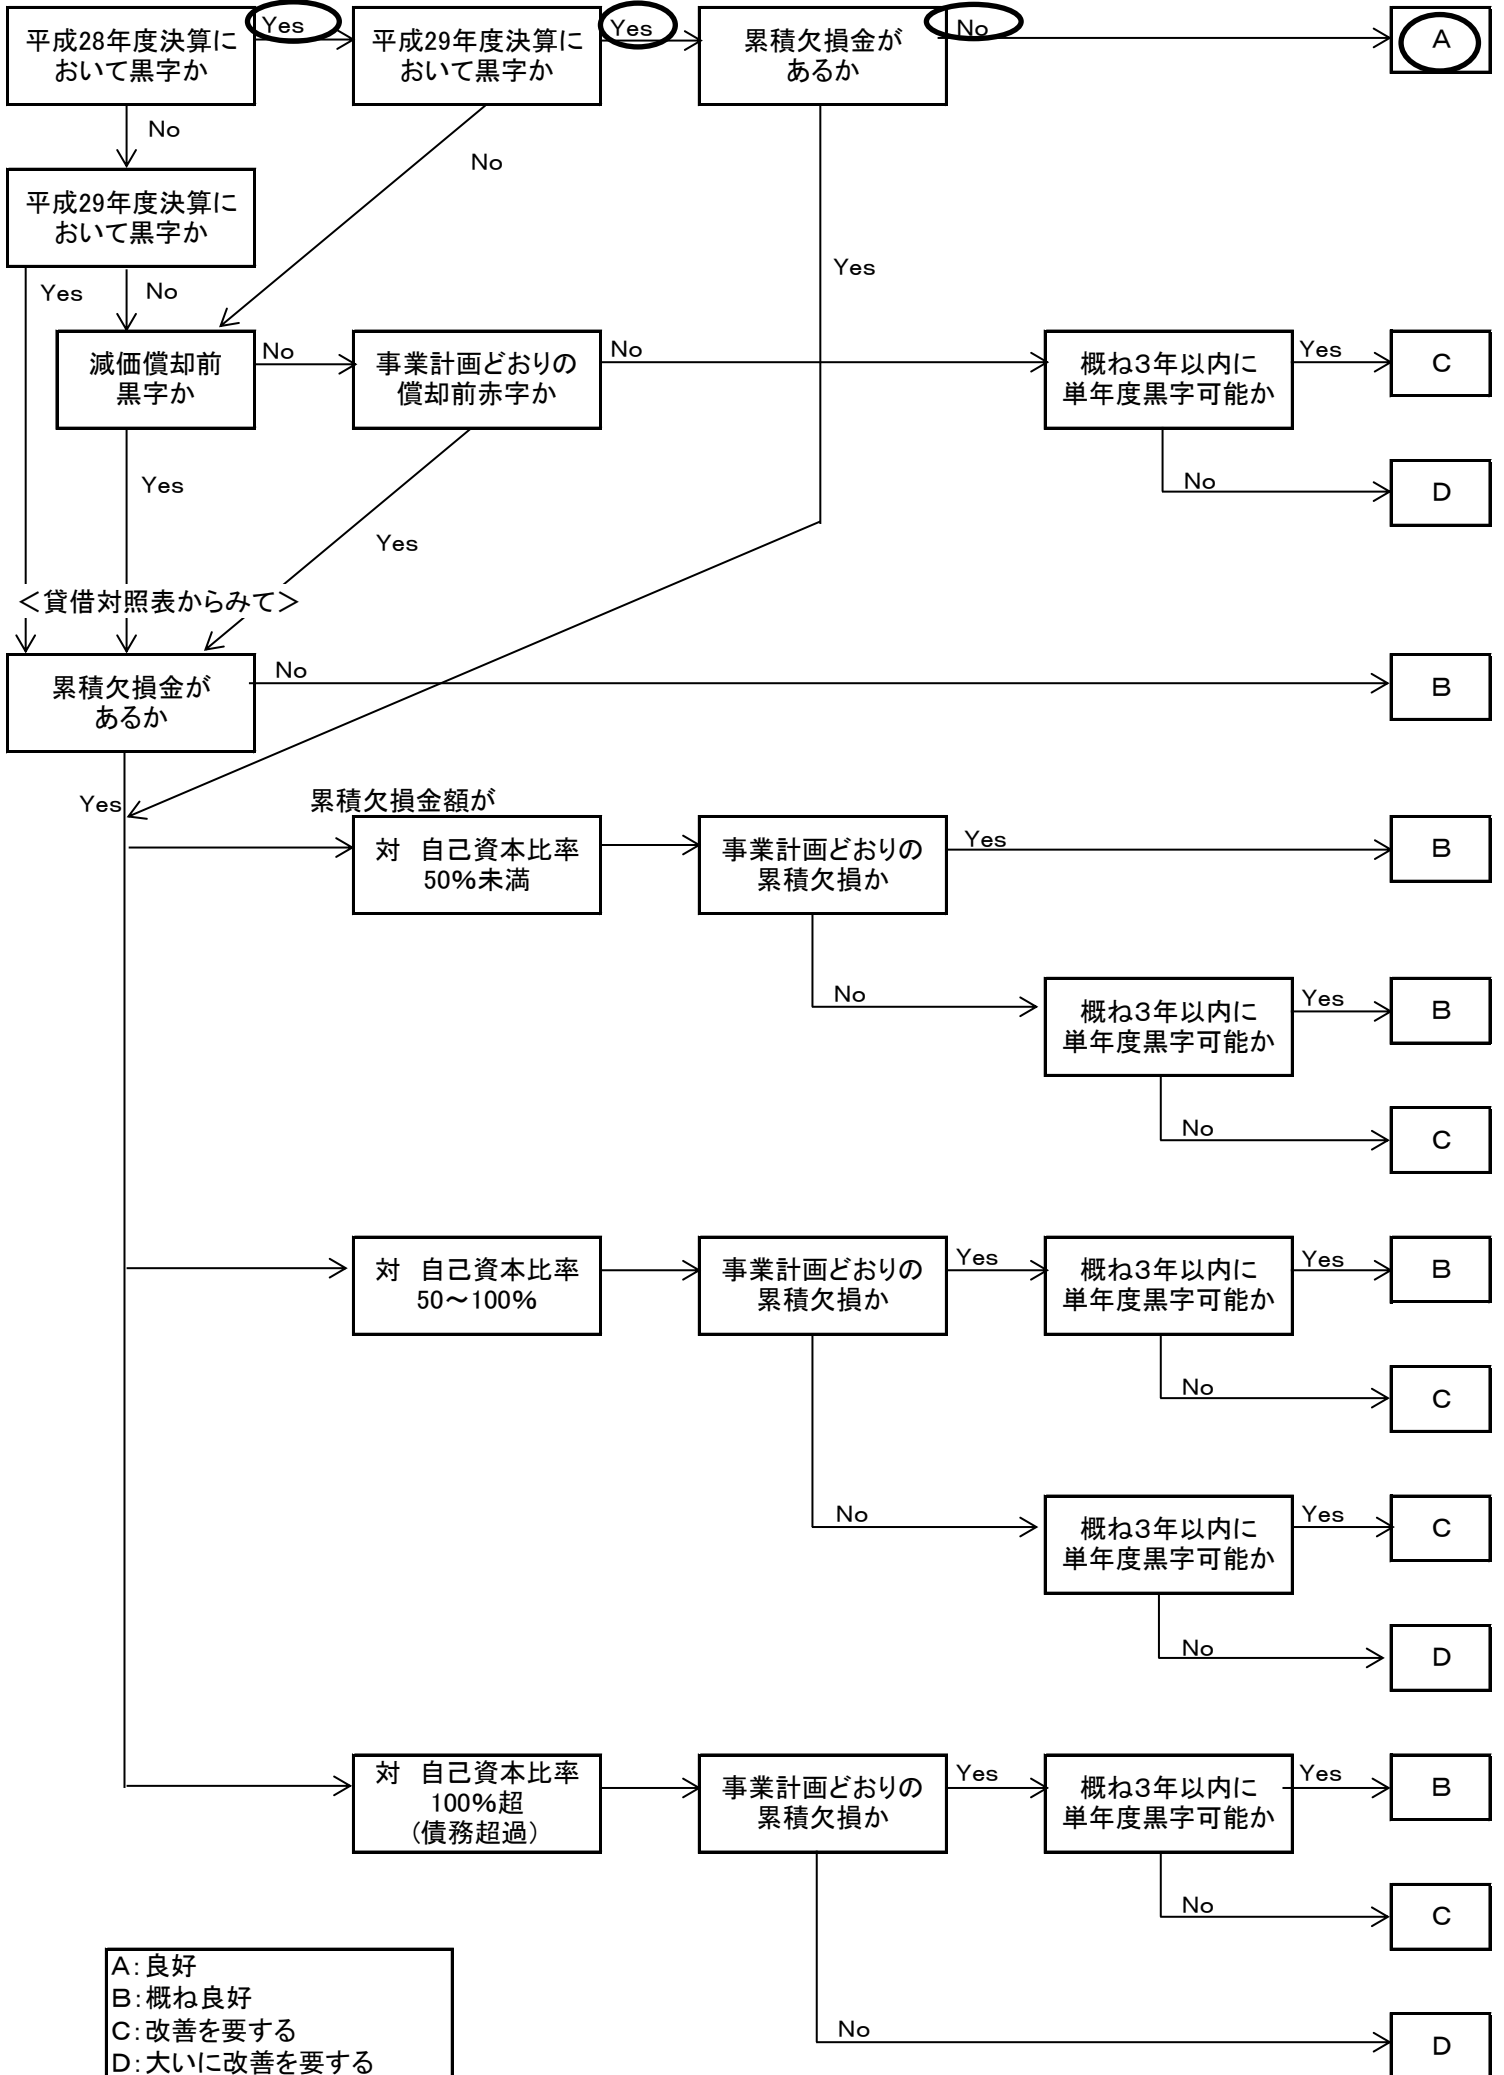 平成28年度決算に
おいて黒字か
Yes
平成29年度決算に
おいて黒字か
Yes
累積欠損金が
あるか
No
A
No
No
平成29年度決算に
おいて黒字か
Yes
Yes
No
減価償却前
黒字か
No
事業計画どおりの
償却前赤字か
No
概ね3年以内に
単年度黒字可能か
Yes
C
Yes
No
D
Yes
＜貸借対照表からみて＞
累積欠損金が
あるか
No
B
Yes
累積欠損金額が
対　自己資本比率
50%未満
事業計画どおりの
累積欠損か
Yes
B
No
概ね3年以内に
単年度黒字可能か
Yes
B
No
C
対　自己資本比率
50～100%
事業計画どおりの
累積欠損か
Yes
概ね3年以内に
単年度黒字可能か
Yes
B
No
C
No
概ね3年以内に
単年度黒字可能か
Yes
C
No
D
対　自己資本比率
100%超
（債務超過）
事業計画どおりの
累積欠損か
Yes
概ね3年以内に
単年度黒字可能か
Yes
B
No
C
No
D
A：良好
B：概ね良好
C：改善を要する
D：大いに改善を要する